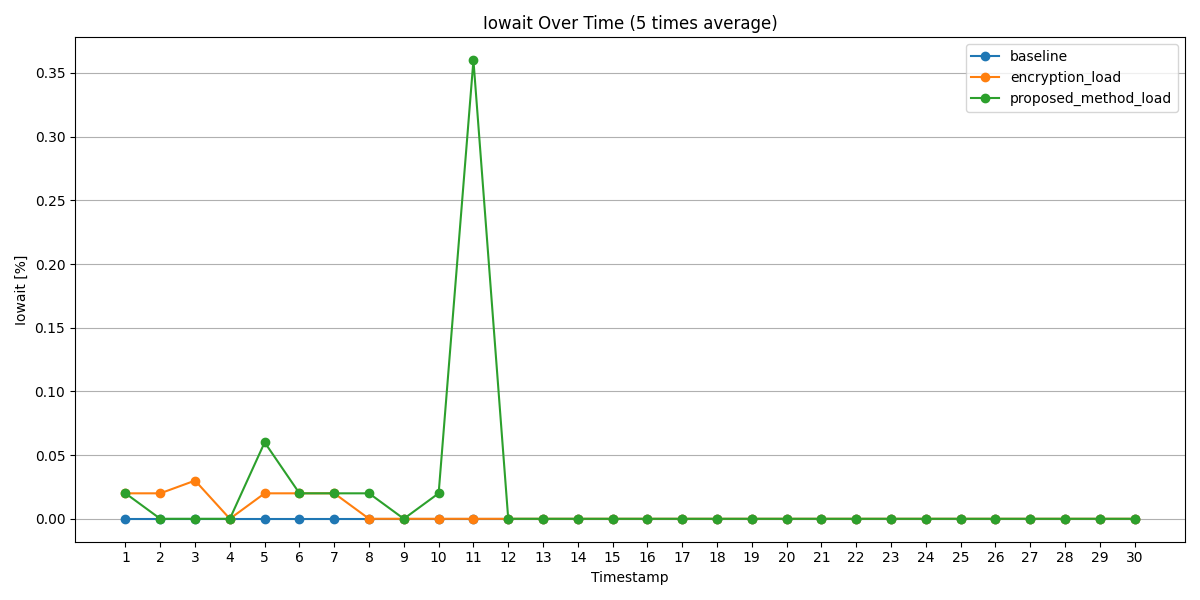 Iowait Over Time (5 times average)
baseline
encryption_load
proposed_method_load
Iowait [%]
0.35
0.30
0.25
0.20
0.15
0.10
0.05
0.00
1 2 3 4 5 6 7 8 9 10 11 12 13 14 15 16 17 18 19 20 21 22 23 24 25 26 27 28 29 30
Timestamp